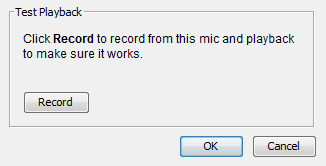 Test Playback
Click Record to record from this mic and playback
to make sure it works.
Record
OK
Cancel